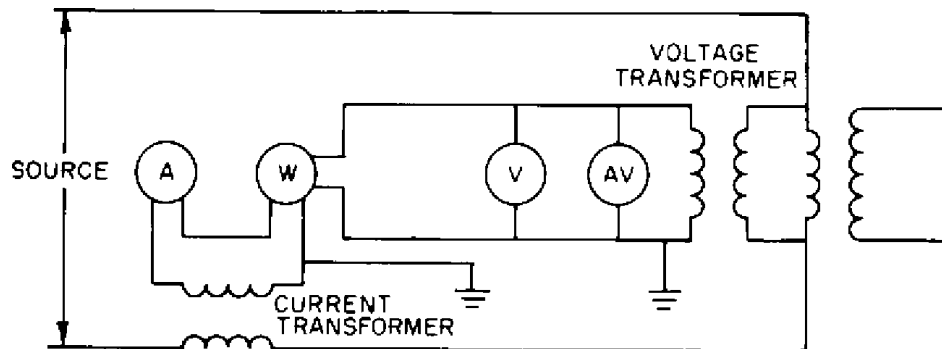 VOLTAGE
TRANSFORMER
SOURCE
A
W
V
AV
CURRENT
TRANSFORMER